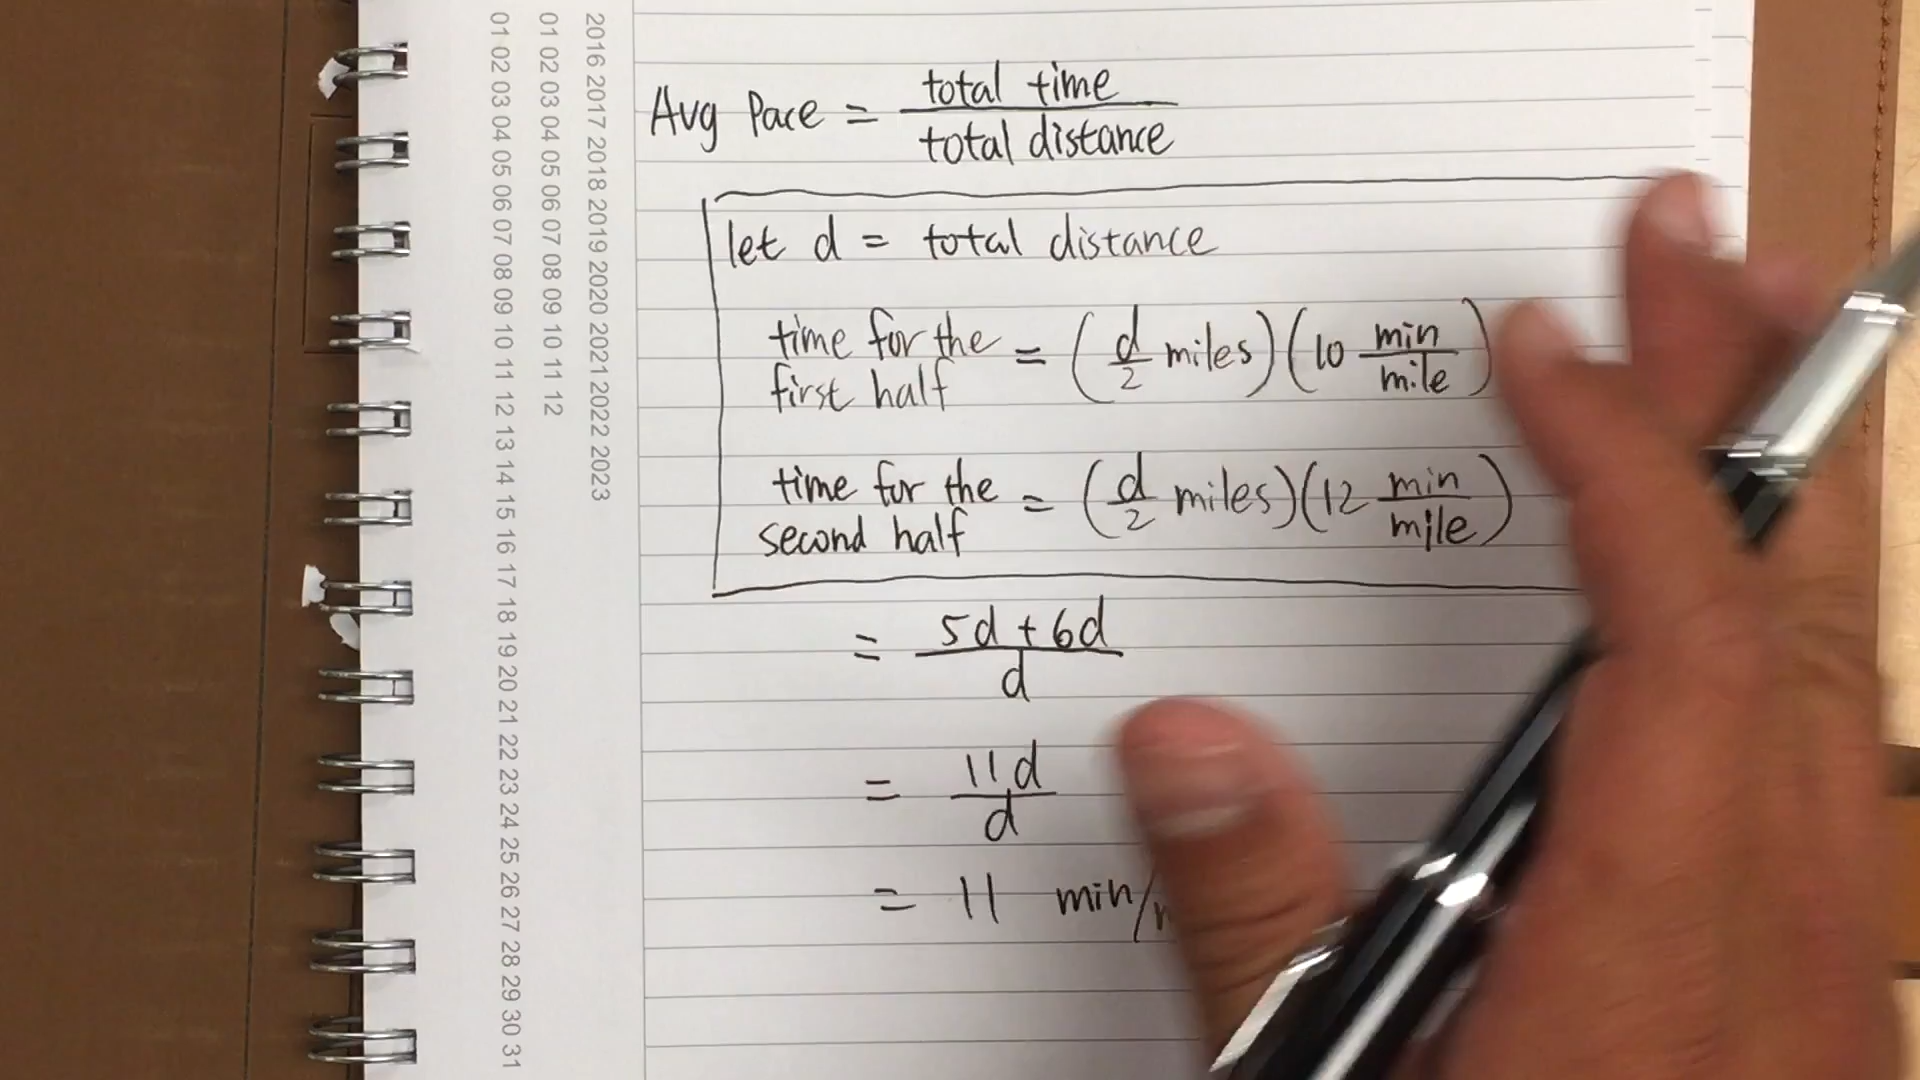 2016 2017 2018 2019 2020 2021 2022 2023
01 02 03 04 05 06 07 08 09 10 11 12
01 02 03 04 05 06 07 08 09 10 11 12 13 14 15 16 17 18 19 20 21 22 23 24 25 26 27 28 29 30 31
Avg Pace = total time / total distance
let d = total distance
time for the first half = (d/2 miles)(10 min/mile)
time for the second half = (d/2 miles)(12 min/mile)
= 5d + 6d / d
= 11d / d
= 11 min/